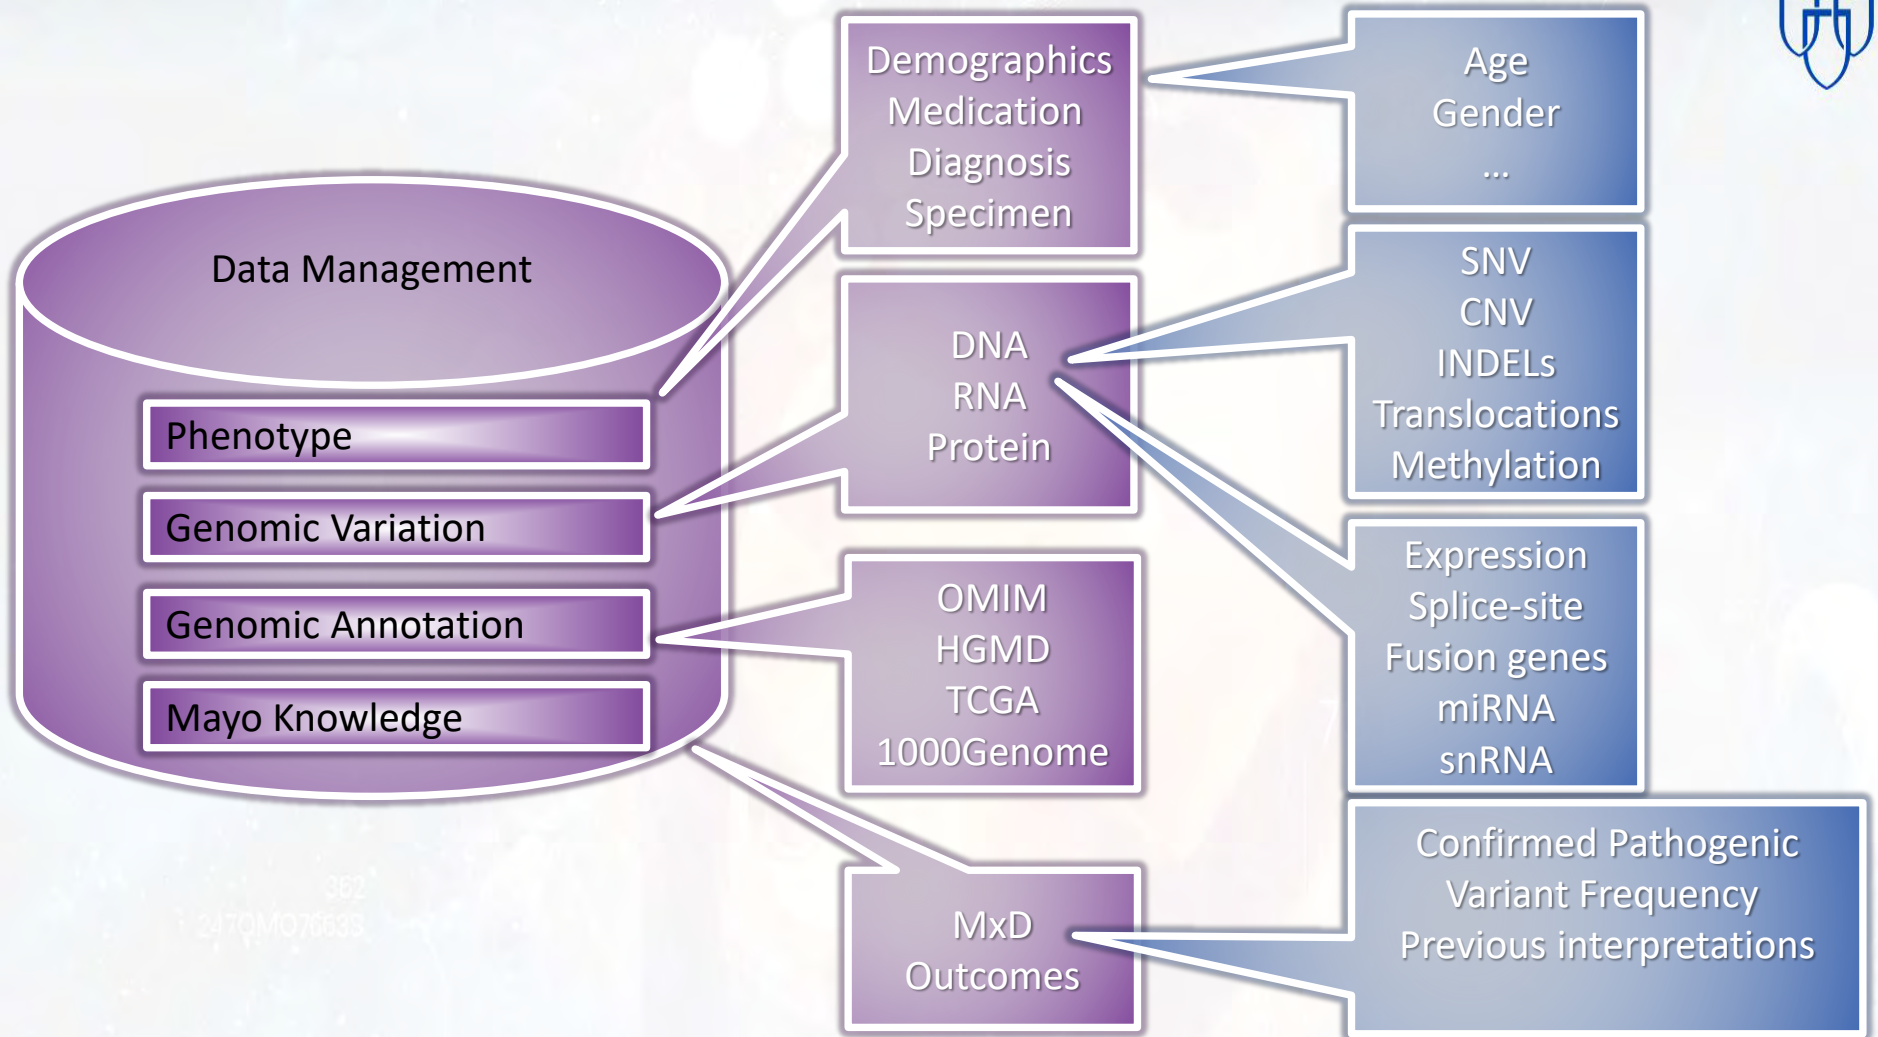 Data Management
Phenotype
Genomic Variation
Genomic Annotation
Mayo Knowledge
Demographics
Medication
Diagnosis
Specimen
DNA
RNA
Protein
OMIM
HGMD
TCGA
1000Genome
MxD
Outcomes
Age
Gender
...
SNV
CNV
INDELs
Translocations
Methylation
Expression
Splice-site
Fusion genes
miRNA
snRNA
Confirmed Pathogenic
Variant Frequency
Previous interpretations
362